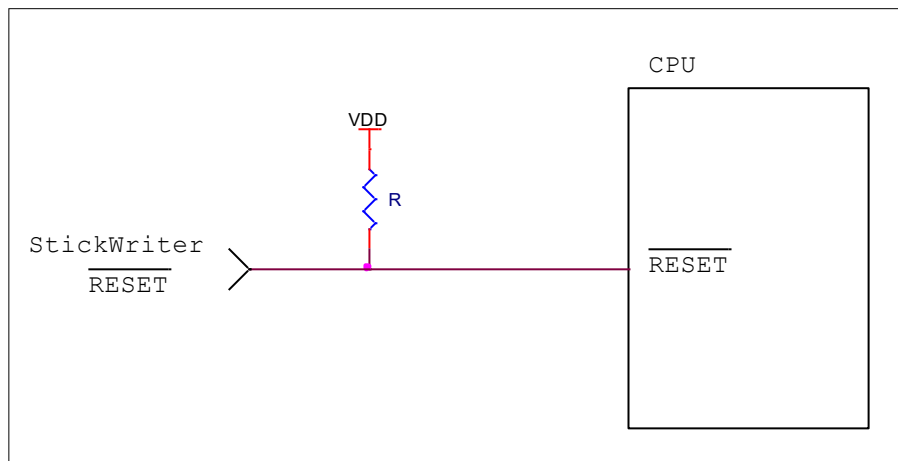 CPU
VDD
R
StickWriter
RESET
RESET